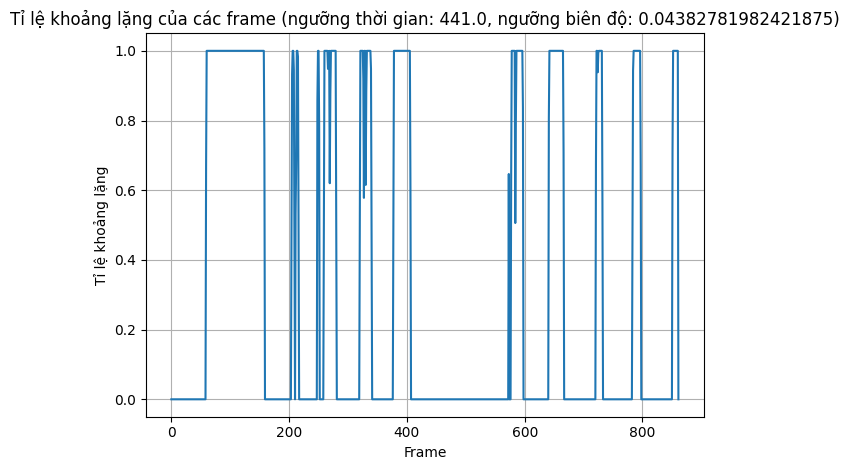 Tỉ lệ khoảng lặng của các frame (ngưỡng thời gian: 441.0, ngưỡng biên độ: 0.04382781982421875)
1.0
0.8
0.6
0.4
0.2
0.0
Tỉ lệ khoảng lặng
0 200 400 600 800
Frame